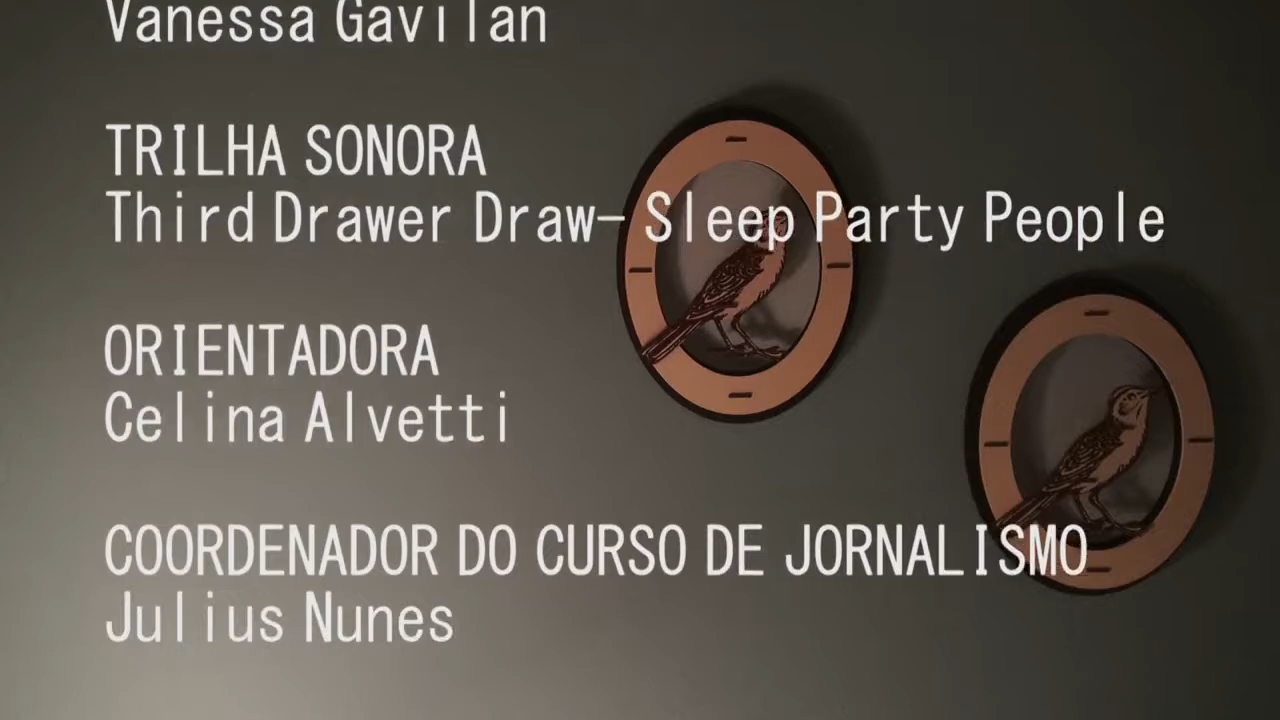 Vanessa Gavilan
TRILHA SONORA
Third Drawer Draw- Sleep Party People
ORIENTADORA
Celina Alvetti
COORDENADOR DO CURSO DE JORNALISMO
Julius Nunes